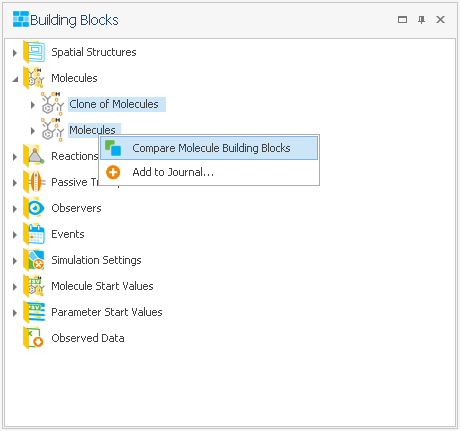 Building Blocks
Spatial Structures
Molecules
Clone of Molecules
Molecules
Compare Molecule Building Blocks
Add to Journal...
Reactions
Passive
Observers
Events
Simulation Settings
Molecule Start Values
Parameter Start Values
Observed Data